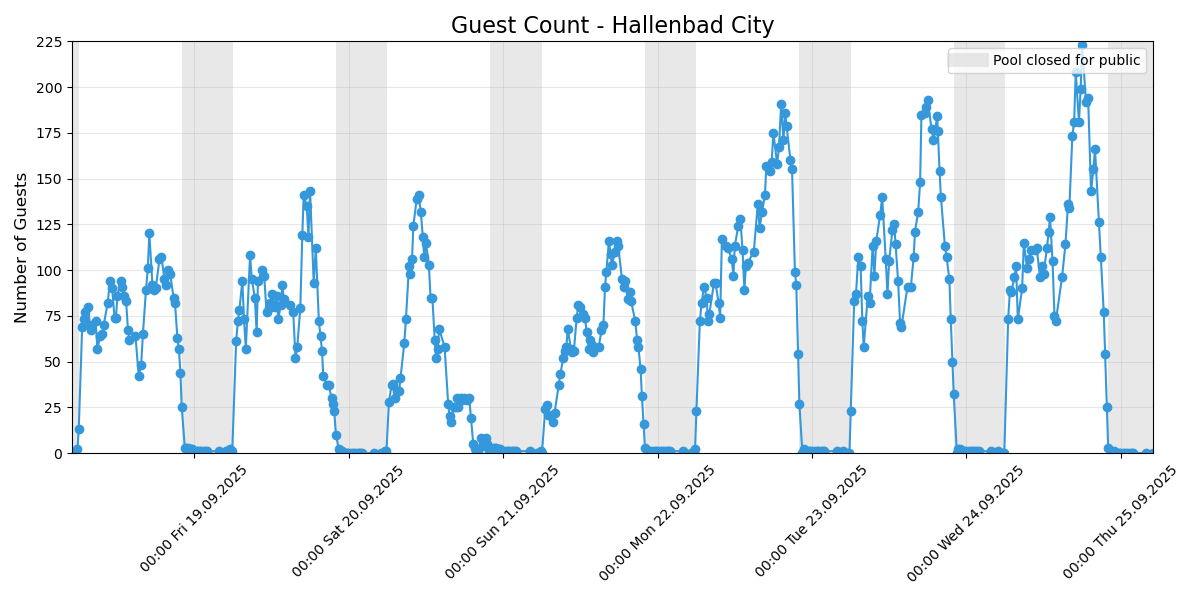 Guest Count - Hallenbad City
Pool closed for public
Number of Guests
225
200
175
150
125
100
75
50
25
0
00:00 Fri 19.09.2025
00:00 Sat 20.09.2025
00:00 Sun 21.09.2025
00:00 Mon 22.09.2025
00:00 Tue 23.09.2025
00:00 Wed 24.09.2025
00:00 Thu 25.09.2025